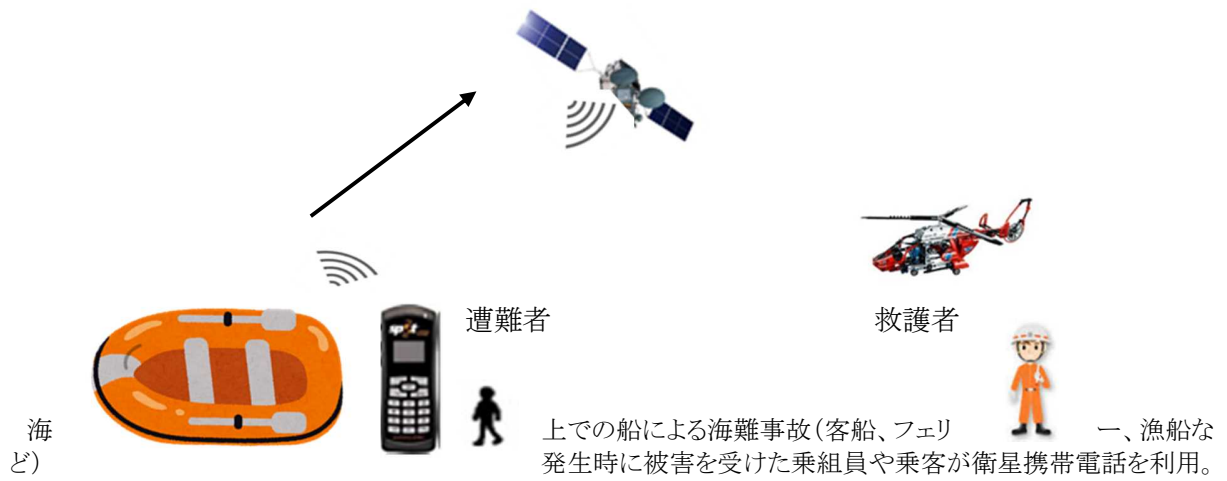 遭難者
救護者
海上での船による海難事故(客船、フェリー、漁船な
ど)発生時に被害を受けた乗組員や乗客が衛星携帯電話を利用。